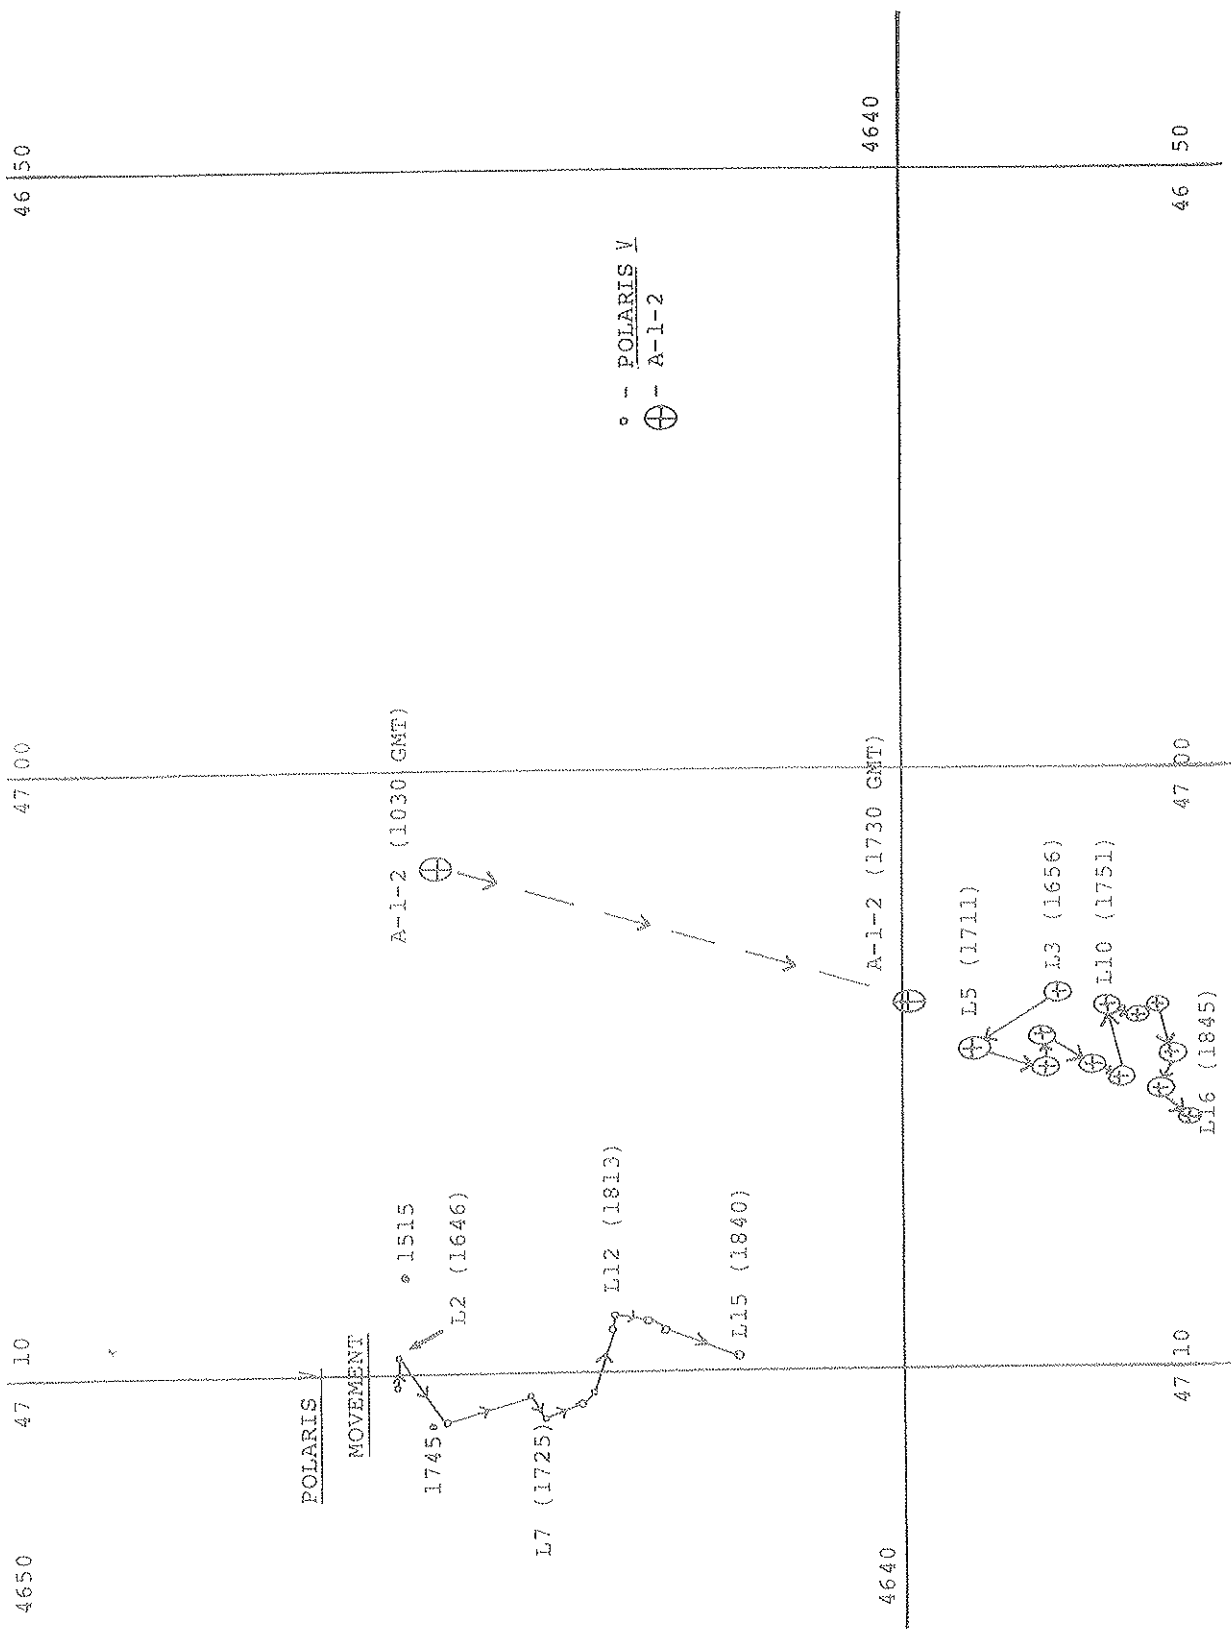 4650
47 10
47 00
46 50
POLARIS V
MOVEMENT
1515
L2 (1646)
1745
L7 (1725)
L12 (1813)
L15 (1840)
A-1-2 (1030 GMT)
- POLARIS V
- A-1-2
A-1-2 (1730 GMT)
4640
4640
L5 (1711)
L3 (1656)
L10 (1751)
L16 (1845)
47 10
47 00
46 50